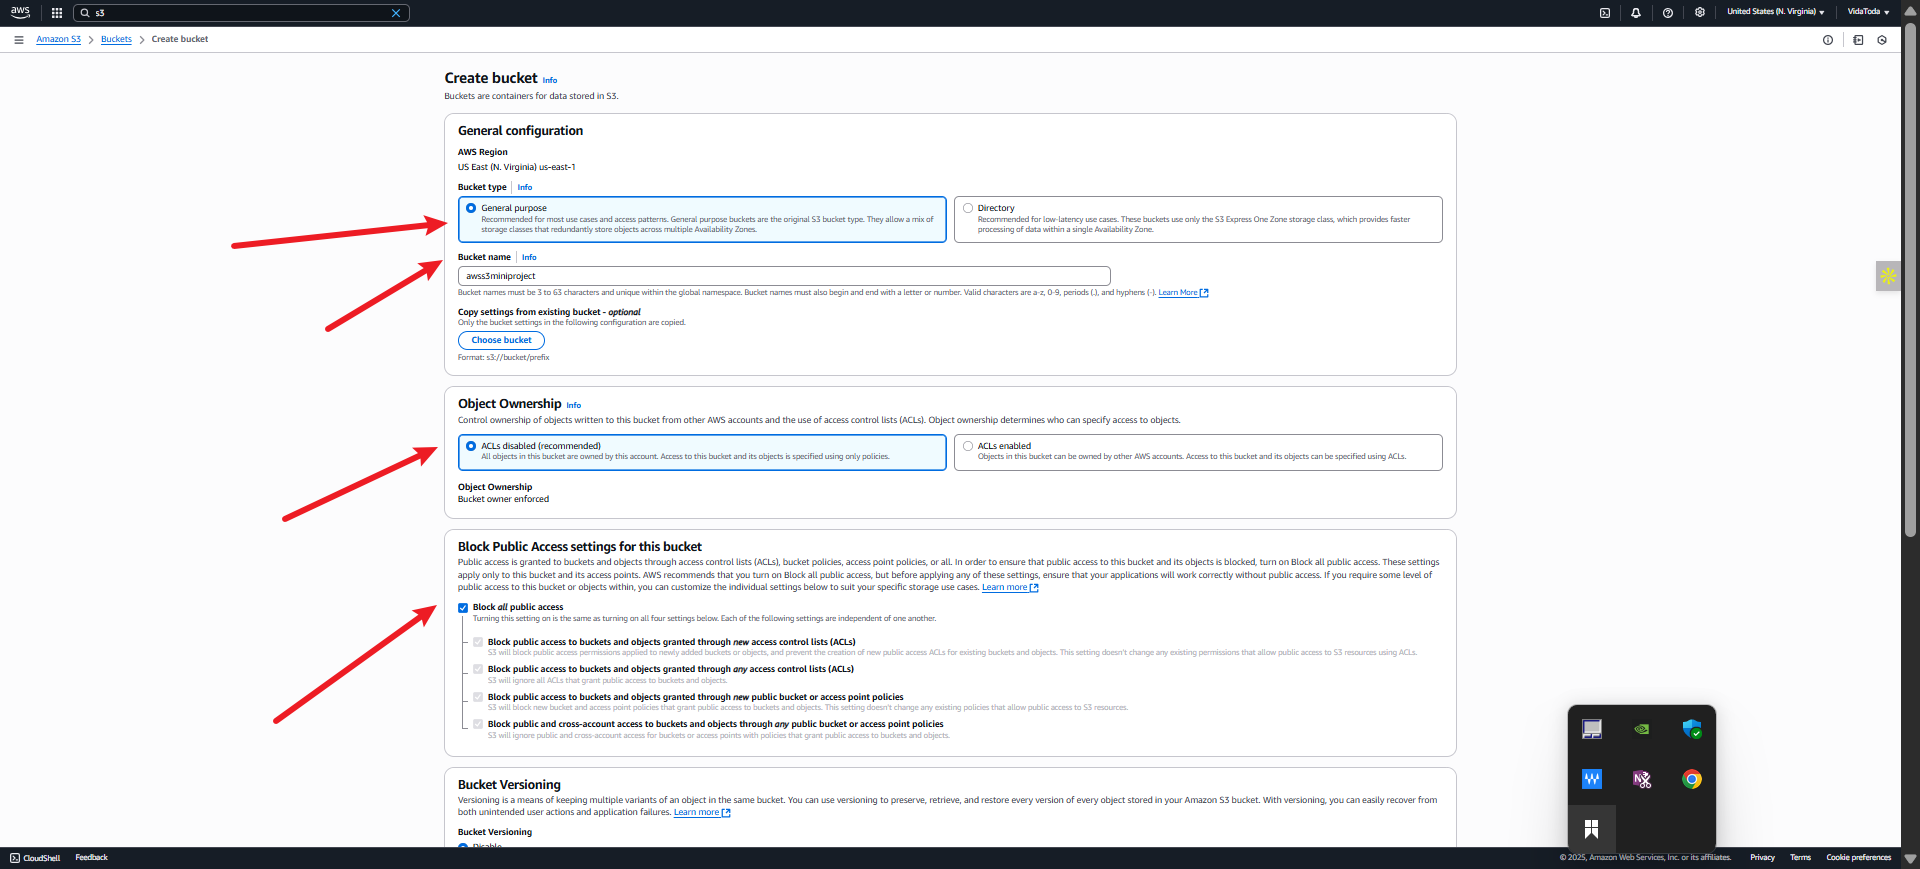 aws
s3
United States (N. Virginia)
VidaToda
Amazon S3 > Buckets > Create bucket
Create bucket Info
Buckets are containers for data stored in S3.
General configuration
AWS Region
US East (N. Virginia) us-east-1
Bucket type Info
General purpose
Recommended for most use cases and access patterns. General purpose buckets are the original S3 bucket type. They allow a mix of
storage classes that redundantly store objects across multiple Availability Zones.
Directory
Recommended for low-latency use cases. These buckets use only the S3 Express One Zone storage class, which provides faster
processing of data within a single Availability Zone.
Bucket name Info
awss3miniproject
Bucket names must be 3 to 63 characters and unique within the global namespace. Bucket names must also begin and end with a letter or number. Valid characters are a-z, 0-9, periods (.), and hyphens (-). Learn More
Copy settings from existing bucket - optional
Only the bucket settings in the following configuration are copied.
Choose bucket
Format: s3://bucket/prefix
Object Ownership Info
Control ownership of objects written to this bucket from other AWS accounts and the use of access control lists (ACLs). Object ownership determines who can specify access to objects.
ACLs disabled (recommended)
All objects in this bucket are owned by this account. Access to this bucket and its objects is specified using only policies.
ACLs enabled
Objects in this bucket can be owned by other AWS accounts. Access to this bucket and its objects can be specified using ACLs.
Object Ownership
Bucket owner enforced
Block Public Access settings for this bucket
Public access is granted to buckets and objects through access control lists (ACLs), bucket policies, access point policies, or all. In order to ensure that public access to this bucket and its objects is blocked, turn on Block all public access. These settings
apply only to this bucket and its access points. AWS recommends that you turn on Block all public access, but before applying any of these settings, ensure that your applications will work correctly without public access. If you require some level of
public access to this bucket or objects within, you can customize the individual settings below to suit your specific storage use cases. Learn more
Block all public access
Turning this setting on is the same as turning on all four settings below. Each of the following settings are independent of one another.
Block public access to buckets and objects granted through new access control lists (ACLs)
S3 will block public access permissions applied to newly added buckets or objects, and prevent the creation of new public access ACLs for existing buckets and objects. This setting doesn't change any existing permissions that allow public access to S3 resources using ACLs.
Block public access to buckets and objects granted through any access control lists (ACLs)
S3 will ignore all ACLs that grant public access to buckets and objects.
Block public access to buckets and objects granted through new public bucket or access point policies
S3 will block new bucket and access point policies that grant public access to buckets and objects. This setting doesn't change any existing policies that allow public access to S3 resources.
Block public and cross-account access to buckets and objects through any public bucket or access point policies
S3 will ignore public and cross-account access for buckets or access points with policies that grant public access to buckets and objects.
Bucket Versioning
Versioning is a means of keeping multiple variants of an object in the same bucket. You can use versioning to preserve, retrieve, and restore every version of every object stored in your Amazon S3 bucket. With versioning, you can easily recover from
both unintended user actions and application failures. Learn more
Bucket Versioning
Disable
CloudShell
Feedback
© 2025, Amazon Web Services, Inc. or its affiliates.
Privacy
Terms
Cookie preferences